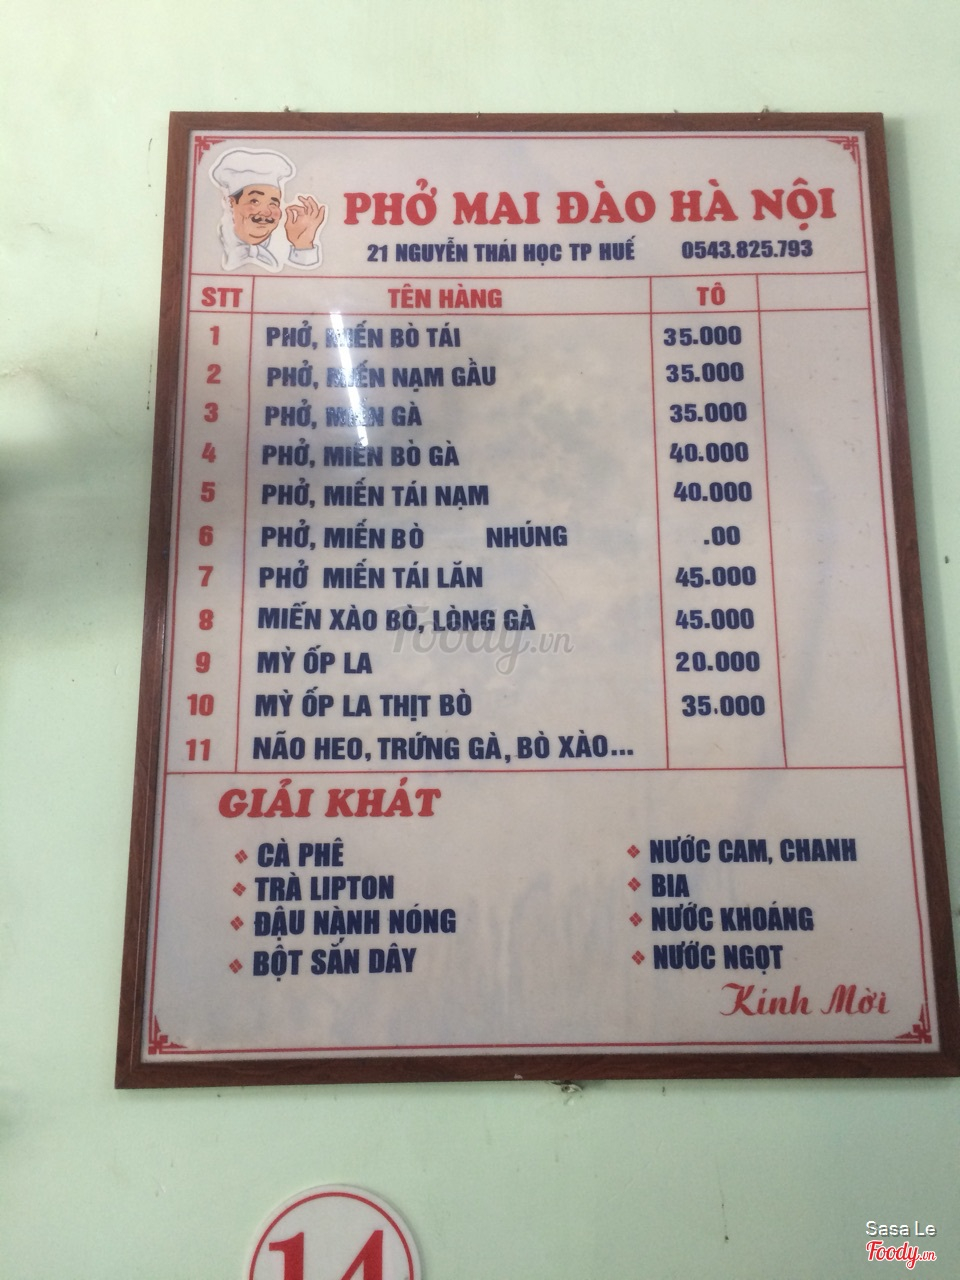 PHỞ MAI ĐÀO HÀ NỘI
21 NGUYỄN THÁI HỌC TP HUẾ 0543.825.793
STT TÊN HÀNG TÔ
1 PHỞ, MIẾN BÒ TÁI 35.000
2 PHỞ, MIẾN NẠM GẦU 35.000
3 PHỞ, MIẾN GÀ 35.000
4 PHỞ, MIẾN BÒ GÀ 40.000
5 PHỞ, MIẾN TÁI NẠM 40.000
6 PHỞ, MIẾN BÒ NHÚNG .00
7 PHỞ MIẾN TÁI LĂN 45.000
8 MIẾN XÀO BÒ, LÒNG GÀ 45.000
9 MỲ ỐP LA 20.000
10 MỲ ỐP LA THỊT BÒ 35.000
11 NÃO HEO, TRỨNG GÀ, BÒ XÀO...
GIẢI KHÁT
CÀ PHÊ NƯỚC CAM, CHANH
TRÀ LIPTON BIA
ĐẬU NÀNH NÓNG NƯỚC KHOÁNG
BỘT SẮN DÂY NƯỚC NGỌT
Kính Mời
14
Foody.vn
Sasa Le
Foody.vn